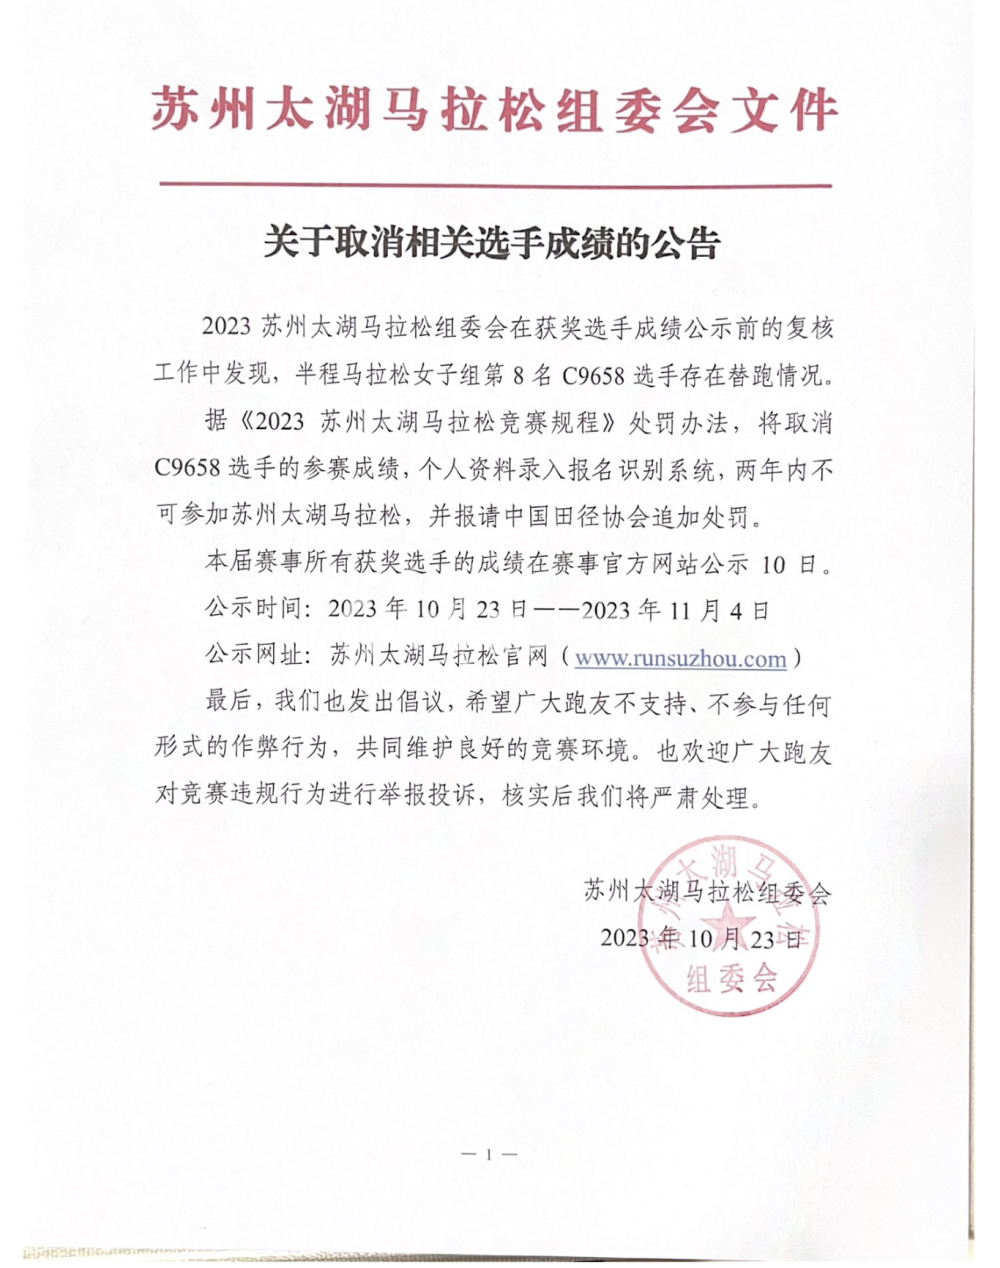 苏州太湖马拉松组委会文件
关于取消相关选手成绩的公告
2023 苏州太湖马拉松组委会在获奖选手成绩公示前的复核
工作中发现，半程马拉松女子组第 8 名 C9658 选手存在替跑情况。
据《2023 苏州太湖马拉松竞赛规程》处罚办法，将取消
C9658 选手的参赛成绩，个人资料录入报名识别系统，两年内不
可参加苏州太湖马拉松，并报请中国田径协会追加处罚。
本届赛事所有获奖选手的成绩在赛事官方网站公示 10 日。
公示时间：2023 年 10 月 23 日——2023 年 11 月 4 日
公示网址：苏州太湖马拉松官网（www.runsuzhou.com）
最后，我们也发出倡议，希望广大跑友不支持、不参与任何
形式的作弊行为，共同维护良好的竞赛环境。也欢迎广大跑友
对竞赛违规行为进行举报投诉，核实后我们将严肃处理。
苏州太湖马拉松组委会
2023 年 10 月 23 日
苏州太湖马拉松
组委会
— 1 —